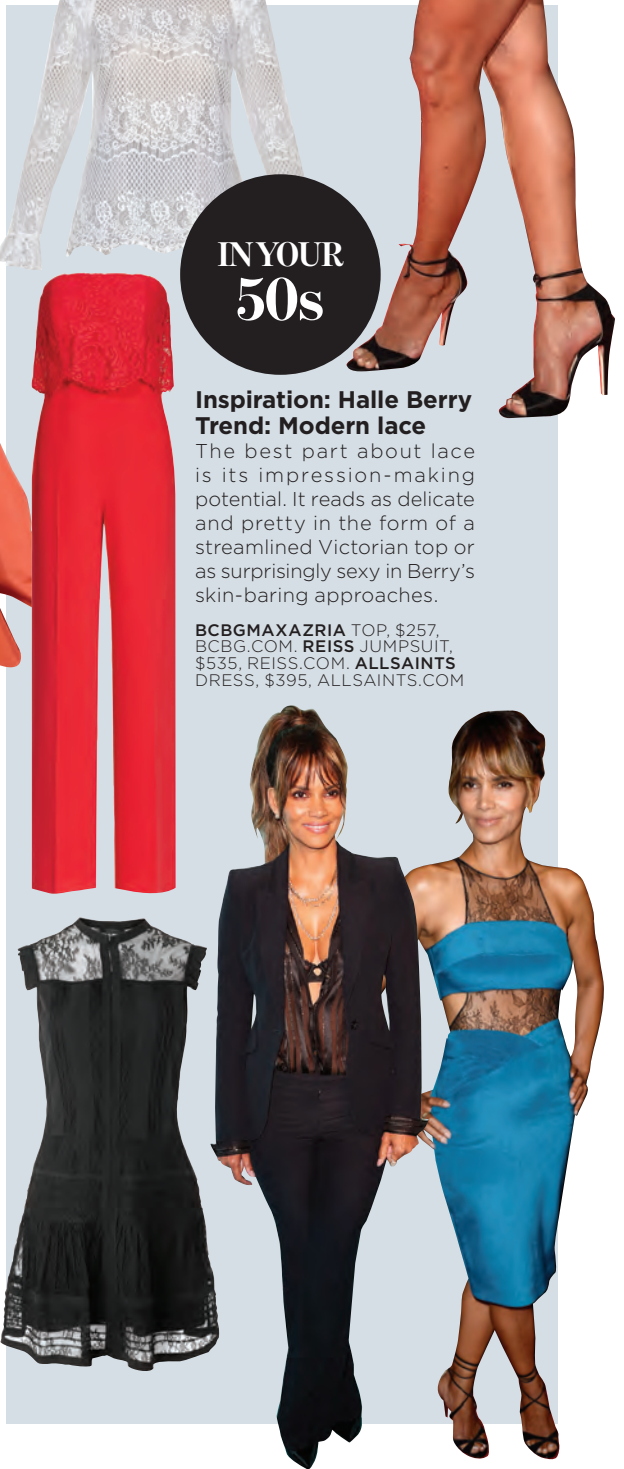 IN YOUR
50s
Inspiration: Halle Berry
Trend: Modern lace
The best part about lace
is its impression-making
potential. It reads as delicate
and pretty in the form of a
streamlined Victorian top or
as surprisingly sexy in Berry’s
skin-baring approaches.
BCBGMAXAZRIA TOP, $257,
BCBG.COM. REISS JUMPSUIT,
$535, REISS.COM. ALLSAINTS
DRESS, $395, ALLSAINTS.COM